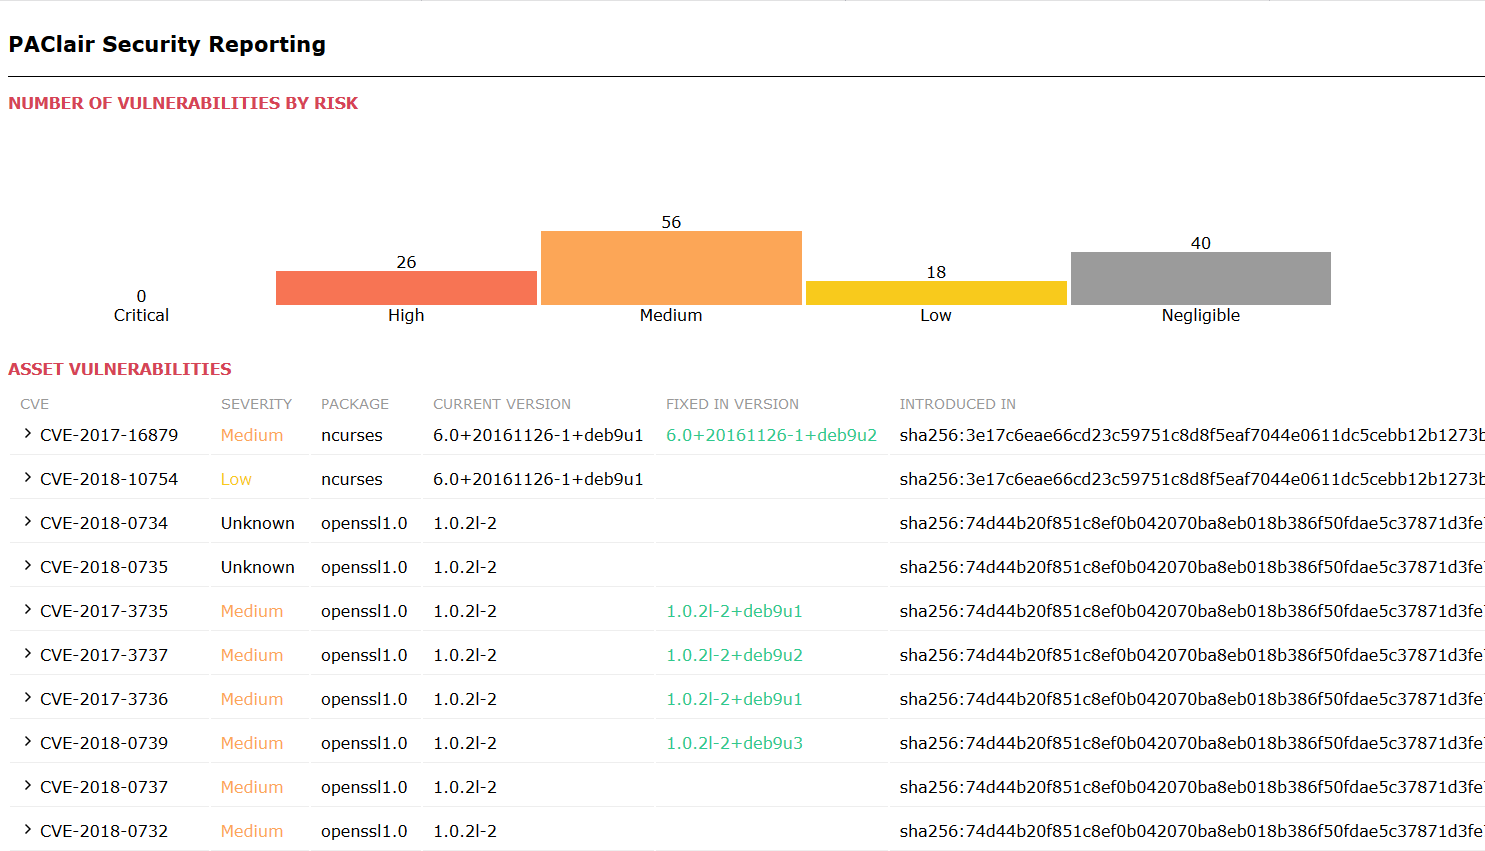 PAClair Security Reporting
NUMBER OF VULNERABILITIES BY RISK
0
Critical
26
High
56
Medium
18
Low
40
Negligible
ASSET VULNERABILITIES
CVE SEVERITY PACKAGE CURRENT VERSION FIXED IN VERSION INTRODUCED IN
CVE-2017-16879 Medium ncurses 6.0+20161126-1+deb9u1 6.0+20161126-1+deb9u2 sha256:3e17c6eae66cd23c59751c8d8f5eaf7044e0611dc5cebb12b1273b
CVE-2018-10754 Low ncurses 6.0+20161126-1+deb9u1 sha256:3e17c6eae66cd23c59751c8d8f5eaf7044e0611dc5cebb12b1273b
CVE-2018-0734 Unknown openssl1.0 1.0.2l-2 sha256:74d44b20f851c8ef0b042070ba8eb018b386f50fdae5c37871d3fe
CVE-2018-0735 Unknown openssl1.0 1.0.2l-2 sha256:74d44b20f851c8ef0b042070ba8eb018b386f50fdae5c37871d3fe
CVE-2017-3735 Medium openssl1.0 1.0.2l-2 1.0.2l-2+deb9u1 sha256:74d44b20f851c8ef0b042070ba8eb018b386f50fdae5c37871d3fe
CVE-2017-3737 Medium openssl1.0 1.0.2l-2 1.0.2l-2+deb9u2 sha256:74d44b20f851c8ef0b042070ba8eb018b386f50fdae5c37871d3fe
CVE-2017-3736 Medium openssl1.0 1.0.2l-2 1.0.2l-2+deb9u1 sha256:74d44b20f851c8ef0b042070ba8eb018b386f50fdae5c37871d3fe
CVE-2018-0739 Medium openssl1.0 1.0.2l-2 1.0.2l-2+deb9u3 sha256:74d44b20f851c8ef0b042070ba8eb018b386f50fdae5c37871d3fe
CVE-2018-0737 Medium openssl1.0 1.0.2l-2 sha256:74d44b20f851c8ef0b042070ba8eb018b386f50fdae5c37871d3fe
CVE-2018-0732 Medium openssl1.0 1.0.2l-2 sha256:74d44b20f851c8ef0b042070ba8eb018b386f50fdae5c37871d3fe